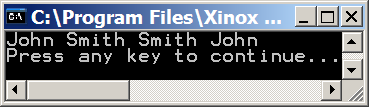 C:\Program Files\Xinox ...
John Smith Smith John
Press any key to continue...